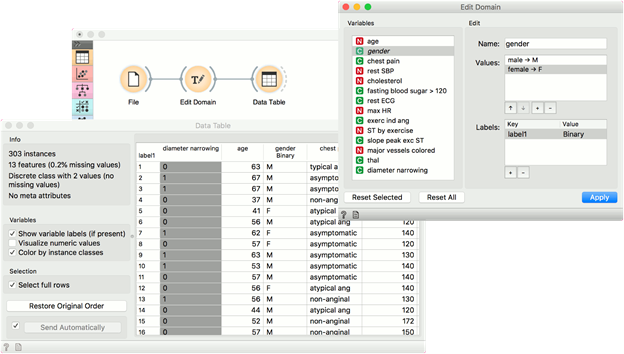 File
Edit Domain
Data Table
Edit Domain
Variables
age
gender
chest pain
rest SBP
cholesterol
fasting blood sugar > 120
rest ECG
max HR
exerc ind ang
ST by exercise
slope peak exc ST
major vessels colored
thal
diameter narrowing
Edit
Name: gender
Values: male → M
female → F
Labels: Key Value
label1 Binary
Reset Selected Reset All Apply
Data Table
Info
303 instances
13 features (0.2% missing values)
Discrete class with 2 values (no
missing values)
No meta attributes
Variables
Show variable labels (if present)
Visualize numeric values
Color by instance classes
Selection
Select full rows
Restore Original Order
Send Automatically
diameter narrowing age gender chest
label1 Binary
1 0 63 M typical ang
2 1 67 M asympto
3 1 67 M asympto
4 0 37 M non-ang
5 0 41 F atypical
6 0 56 M atypical ang 120
7 1 62 F asymptomatic 140
8 0 57 F asymptomatic 120
9 1 63 M asymptomatic 130
10 1 53 M asymptomatic 140
11 0 57 M asymptomatic 140
12 0 56 F atypical ang 140
13 1 56 M non-anginal 130
14 0 44 M atypical ang 120
15 0 52 M non-anginal 172
16 0 57 M non-anginal 150